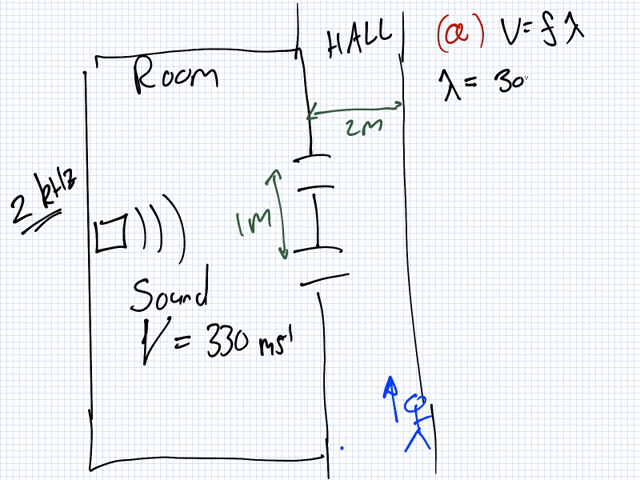 HALL
(a) V = f λ
Room
λ = 30
2M
2 kHz
1M
Sound
V = 330 ms⁻¹